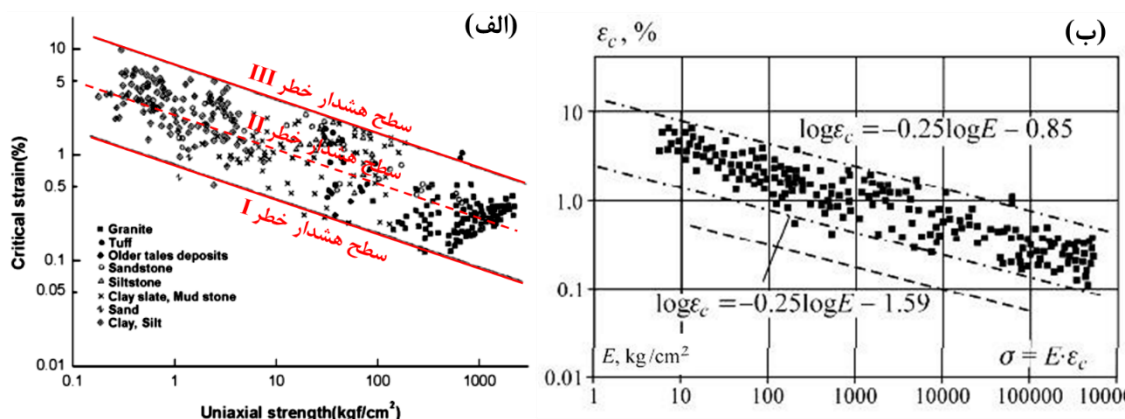 (الف)
Critical strain(%)
10
5
1
0.5
0.1
0.05
0.01
سطح هشدار خطر III
سطح هشدار خطر II
سطح هشدار خطر I
Granite
Tuff
Older tales deposits
Sandstone
Siltstone
Clay slate, Mud stone
Sand
Clay, Silt
0.1 1 10 100 1000
Uniaxial strength(kgf/cm²)
(ب)
εc, %
10
1.0
0.1
0.01
logεc =−0.25logE − 0.85
logεc =−0.25logE − 1.59
E, kg/cm²
σ = E·εc
1 10 100 1000 10000 100000